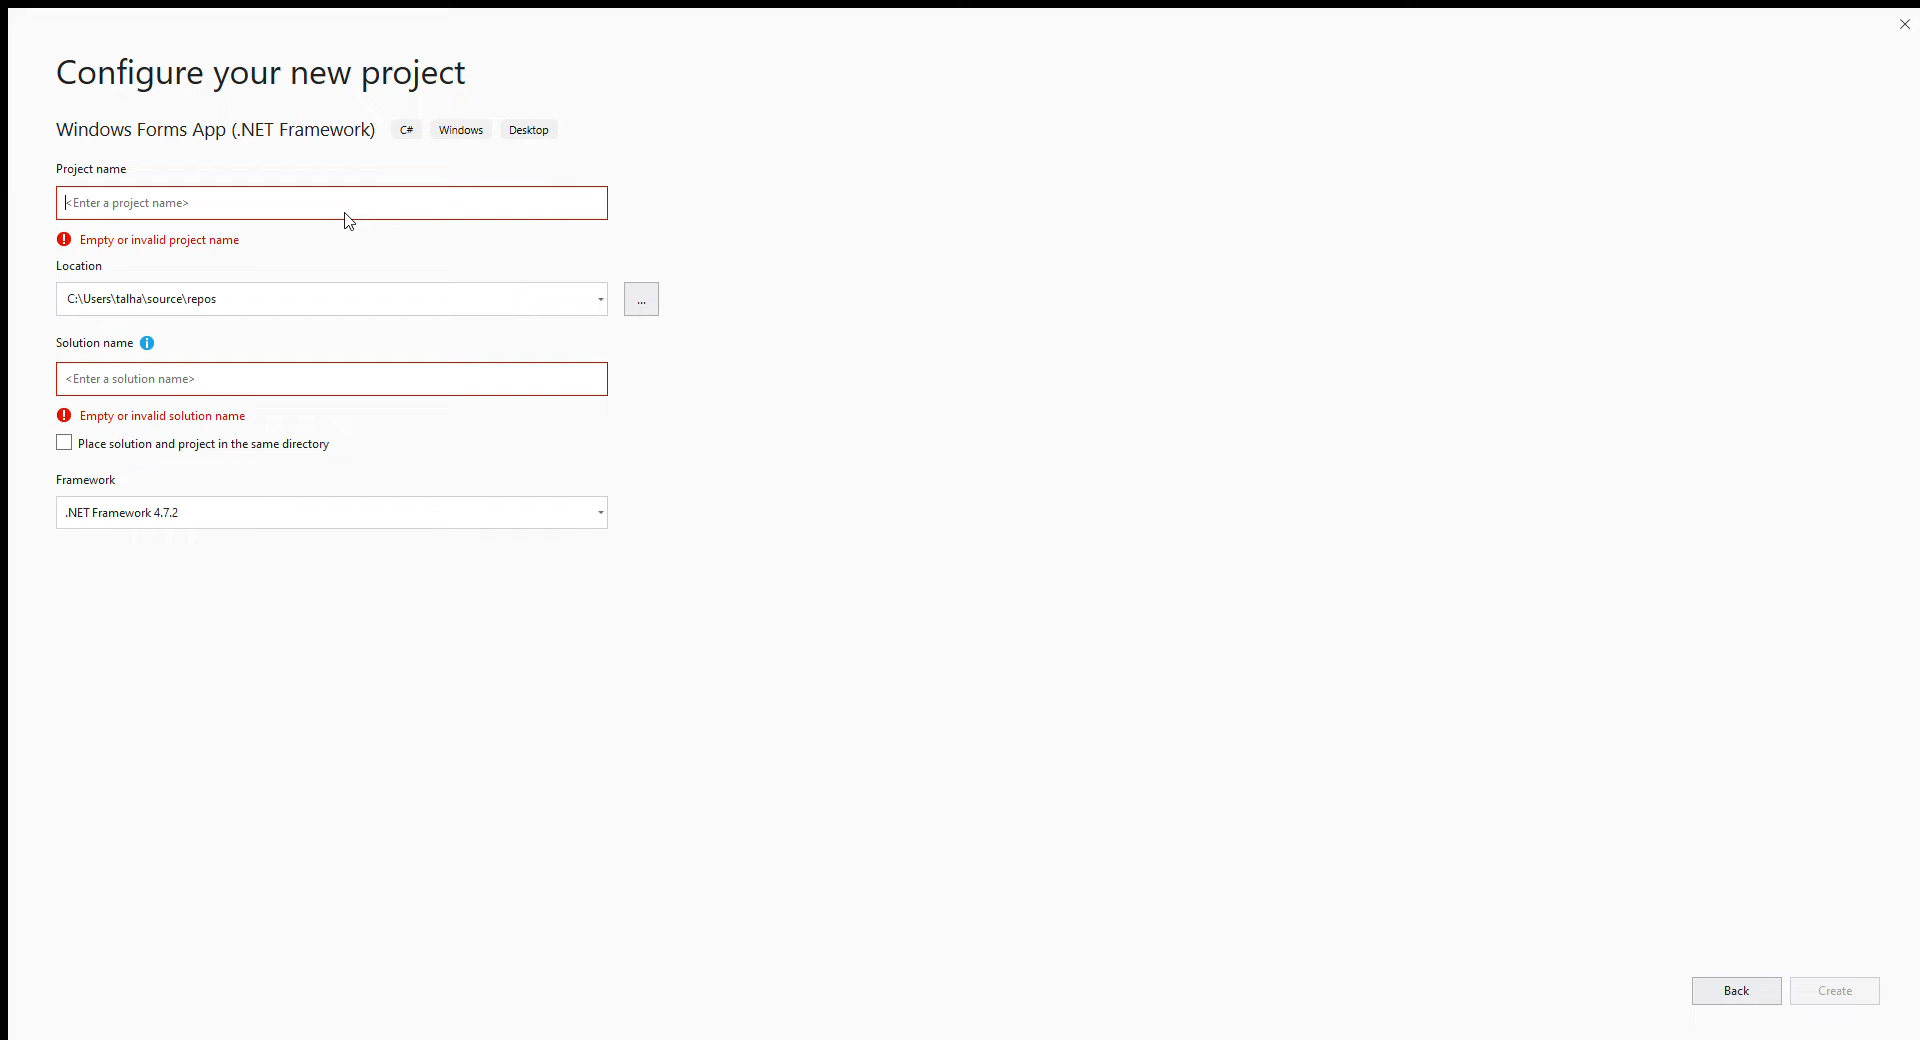 Configure your new project
Windows Forms App (.NET Framework) C# Windows Desktop
Project name
<Enter a project name>
Empty or invalid project name
Location
C:\Users\talha\source\repos
...
Solution name
<Enter a solution name>
Empty or invalid solution name
Place solution and project in the same directory
Framework
.NET Framework 4.7.2
Back Create